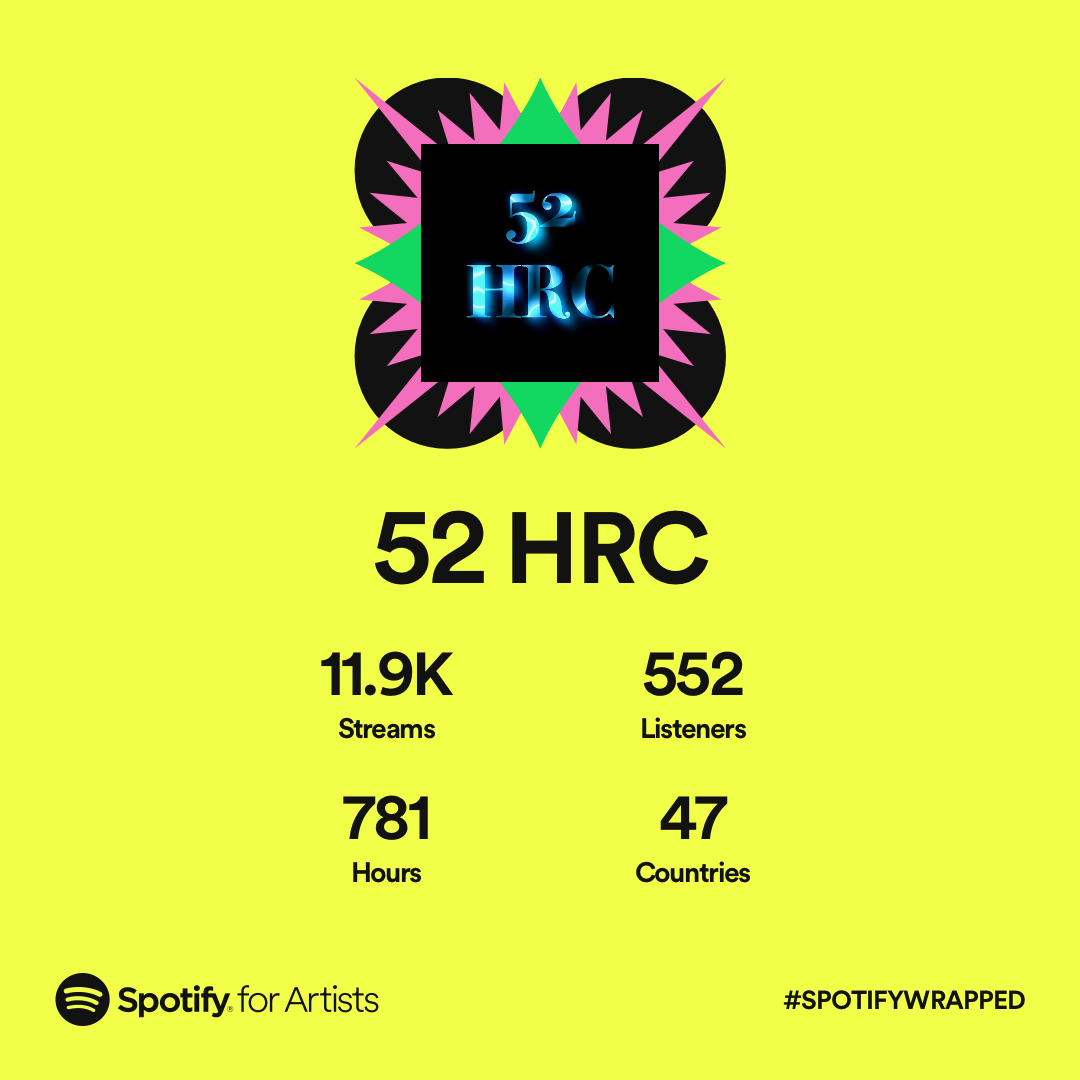 52
HRC
52 HRC
11.9K
Streams
552
Listeners
781
Hours
47
Countries
Spotify® for Artists
#SPOTIFYWRAPPED